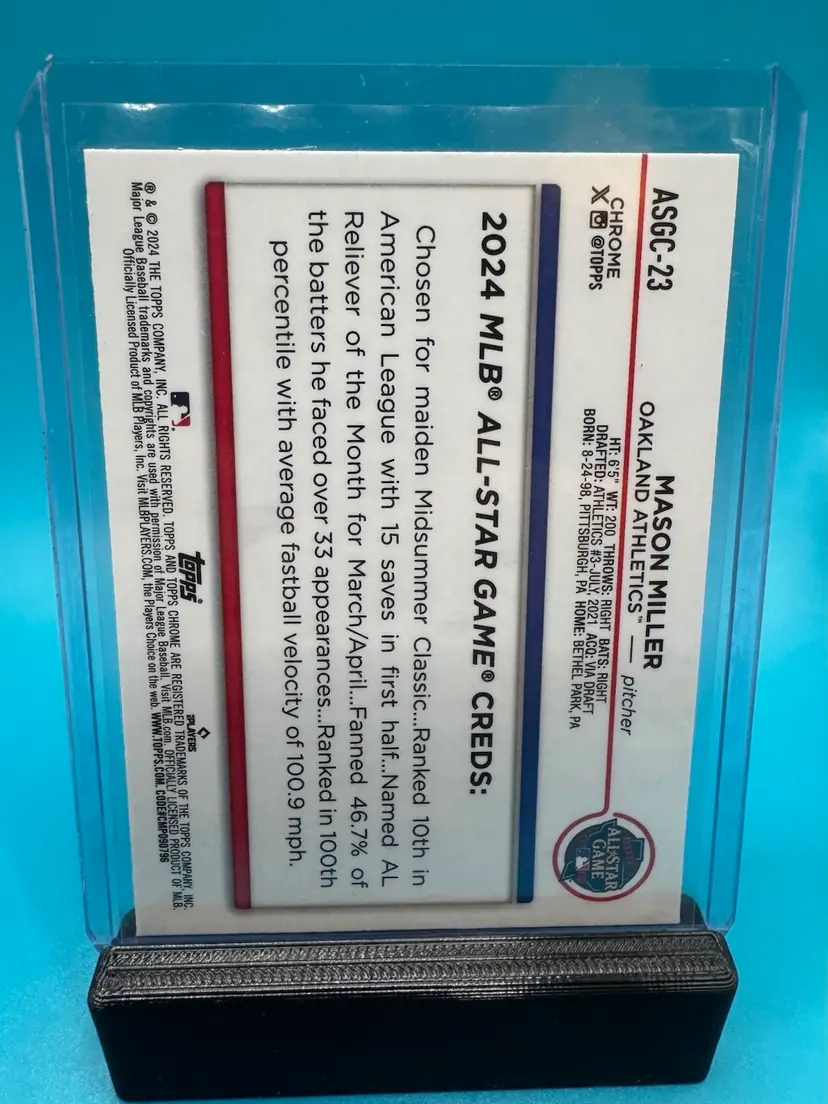 ASGC-23
CHROME
X @TOPPS
MASON MILLER
OAKLAND ATHLETICS™ — pitcher
HT: 6'5" WT: 200 THROWS: RIGHT BATS: RIGHT
DRAFTED: ATHLETICS #3-JULY, 2021 ACQ: VIA DRAFT
BORN: 8-24-98, PITTSBURGH, PA HOME: BETHEL PARK, PA
ALL-STAR
GAME
2024 MLB® ALL-STAR GAME® CREDS:
Chosen for maiden Midsummer Classic...Ranked 10th in
American League with 15 saves in first half...Named AL
Reliever of the Month for March/April...Fanned 46.7% of
the batters he faced over 33 appearances...Ranked in 100th
percentile with average fastball velocity of 100.9 mph.
topps
PLAYERS
® & © 2024 THE TOPPS COMPANY, INC. ALL RIGHTS RESERVED. TOPPS AND TOPPS CHROME ARE REGISTERED TRADEMARKS OF THE TOPPS COMPANY, INC.
Major League Baseball trademarks and copyrights are used with permission of Major League Baseball. Visit MLB.com. OFFICIALLY LICENSED PRODUCT OF MLB
Officially Licensed Product of MLB Players, Inc. Visit MLBPLAYERS.COM, the Players Choice on the web. WWW.TOPPS.COM. CODE#CMP090796